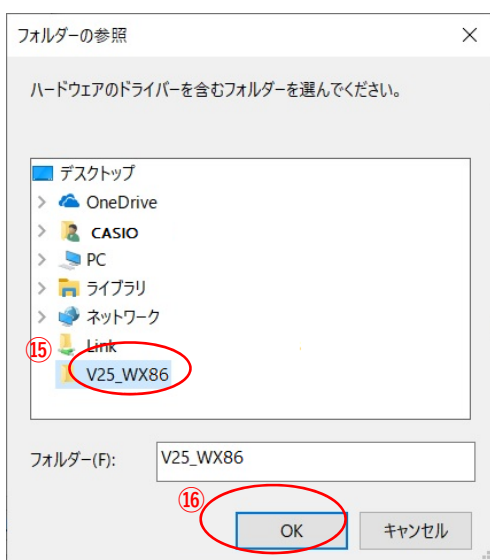 フォルダーの参照
ハードウェアのドライバーを含むフォルダーを選んでください。
デスクトップ
OneDrive
CASIO
PC
ライブラリ
ネットワーク
⑮ Link
V25_WX86
フォルダー(F): V25_WX86
⑯
OK キャンセル